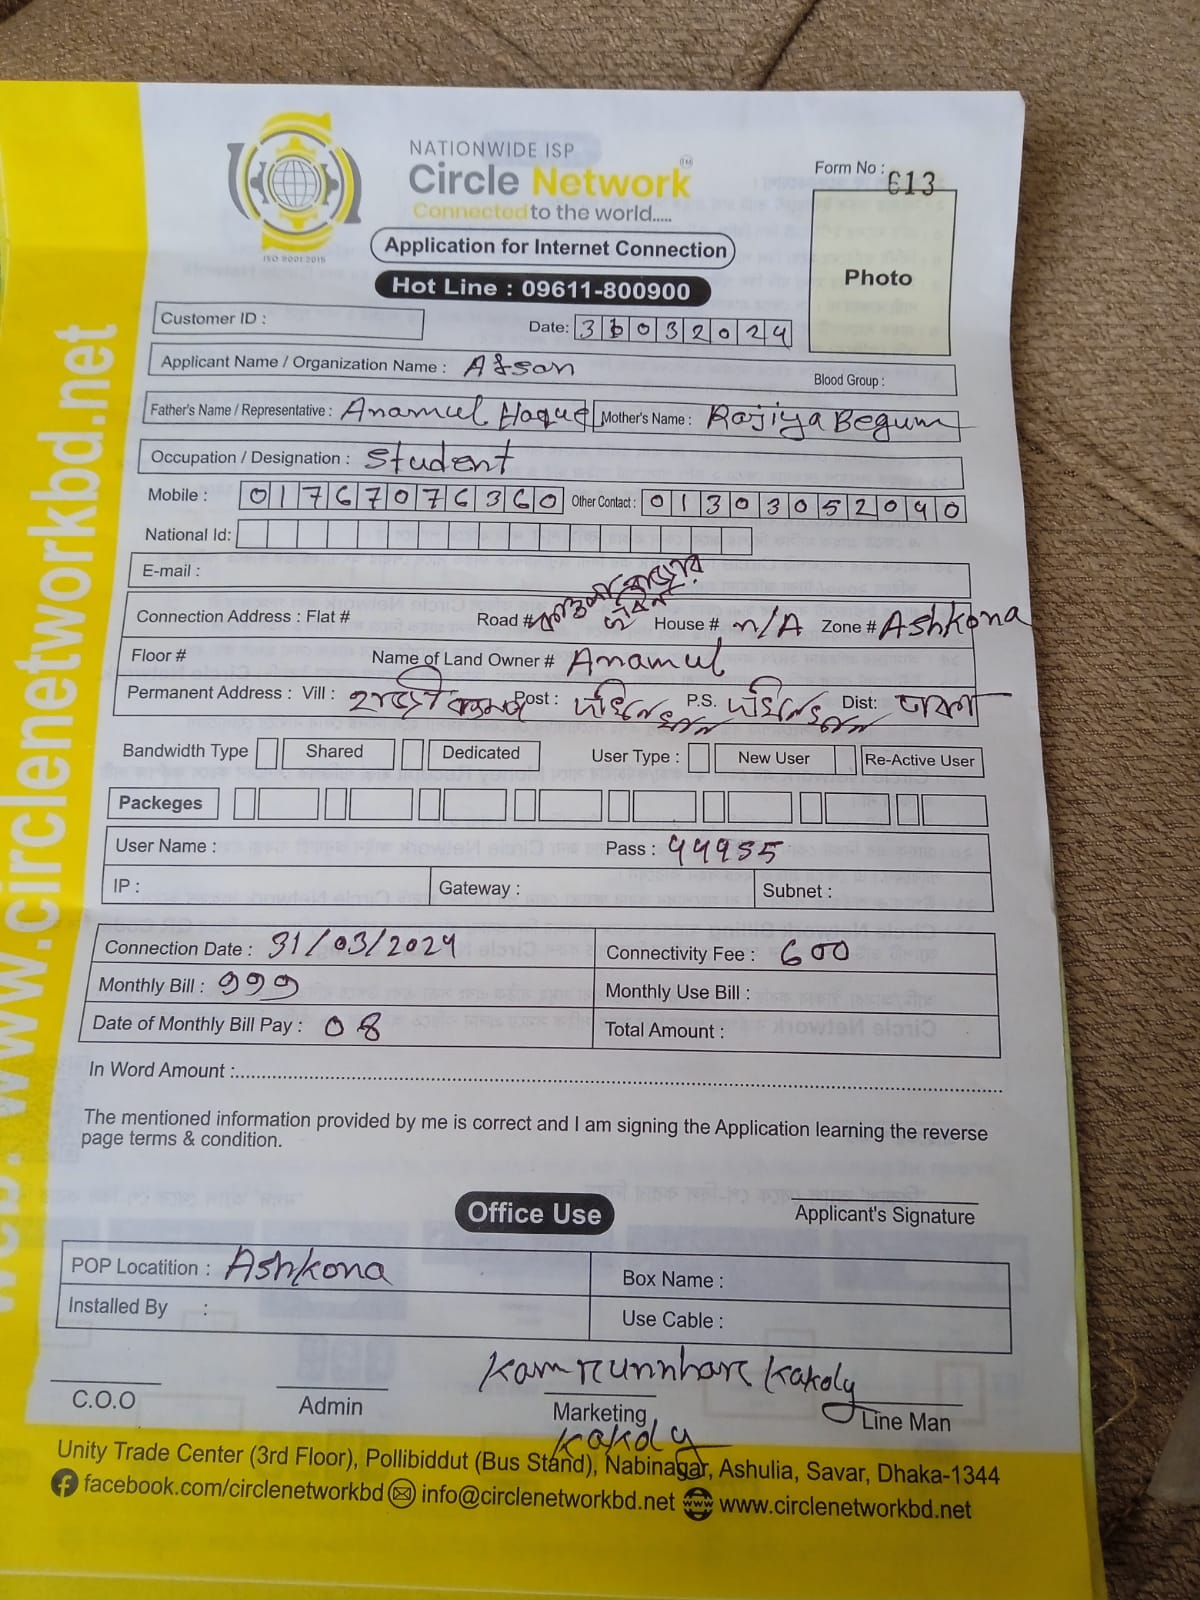 NATIONWIDE ISP
Circle Network
Connected to the world.....
ISO 9001:2015
Application for Internet Connection
Hot Line : 09611-800900
Form No : 613
Photo
Customer ID :
Date: 31032024
Applicant Name / Organization Name : Afsan
Blood Group :
Father's Name / Representative : Anamul Haque Mother's Name : Rajiya Begum
Occupation / Designation : Student
Mobile : 01767076360 Other Contact : 01303052040
National Id:
E-mail :
Connection Address : Flat # Road # House # n/A Zone # Ashkona
Floor # Name of Land Owner # Anamul
Permanent Address : Vill : Post : P.S. Dist: ঢাকা
Bandwidth Type Shared Dedicated User Type : New User Re-Active User
Packeges
User Name : Pass :
IP : Gateway : Subnet :
Connection Date : 31/03/2024 Connectivity Fee : 600
Monthly Bill : 999 Monthly Use Bill :
Date of Monthly Bill Pay : 08 Total Amount :
In Word Amount :
The mentioned information provided by me is correct and I am signing the Application learning the reverse
page terms & condition.
Applicant's Signature
Office Use
POP Locatition : Ashkona Box Name :
Installed By : Use Cable :
Kakoly
C.O.O Admin Marketing Line Man
Kakoly
Unity Trade Center (3rd Floor), Pollibiddut (Bus Stand), Nabinagar, Ashulia, Savar, Dhaka-1344
facebook.com/circlenetworkbd info@circlenetworkbd.net www www.circlenetworkbd.net
www.circlenetworkbd.net